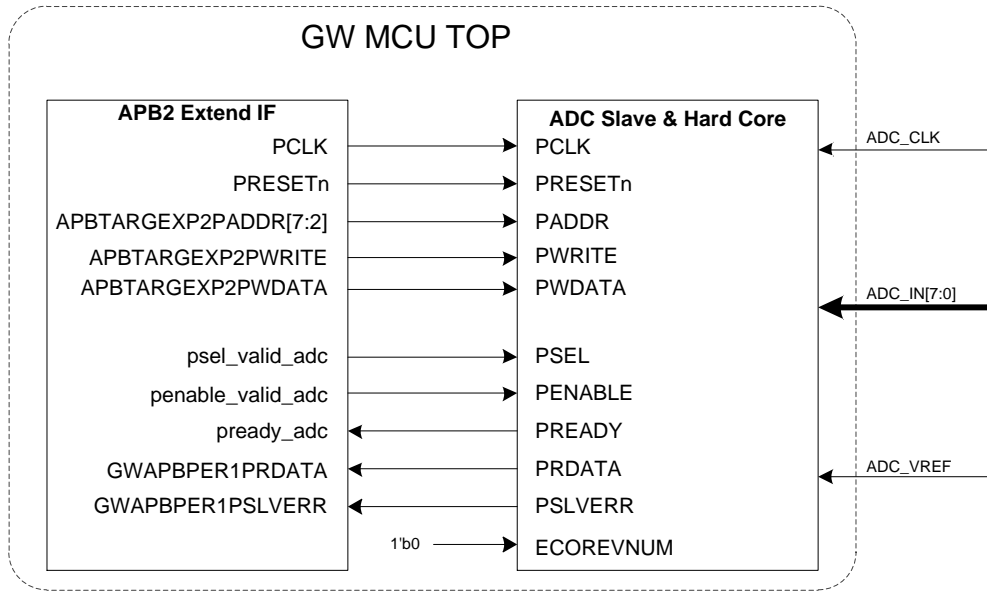 GW MCU TOP
APB2 Extend IF
ADC Slave & Hard Core
PCLK
PCLK
ADC_CLK
PRESETn
PRESETn
APBTARGEXP2PADDR[7:2]
PADDR
APBTARGEXP2PWRITE
PWRITE
APBTARGEXP2PWDATA
PWDATA
ADC_IN[7:0]
psel_valid_adc
PSEL
penable_valid_adc
PENABLE
pready_adc
PREADY
GWAPBPER1PRDATA
PRDATA
ADC_VREF
GWAPBPER1PSLVERR
PSLVERR
1'b0
ECOREVNUM